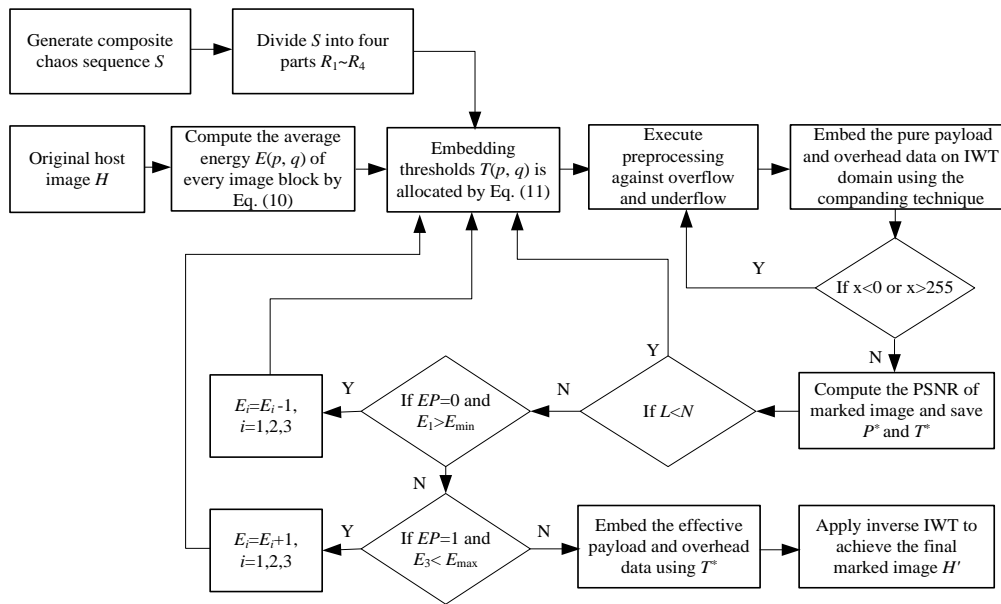 Generate composite
chaos sequence S
Divide S into four
parts R₁~R₄
Original host
image H
Compute the average
energy E(p, q) of
every image block by
Eq. (10)
Embedding
thresholds T(p, q) is
allocated by Eq. (11)
Execute
preprocessing
against overflow
and underflow
Embed the pure payload
and overhead data on IWT
domain using the
companding technique
Y
If x<0 or x>255
N
Compute the PSNR of
marked image and save
P* and T*
Y
If L<N
N
If EP=0 and
E₁>Eₘᵢₙ
Y
Eᵢ=Eᵢ-1,
i=1,2,3
N
If EP=1 and
E₃< Eₘₐₓ
Y
Eᵢ=Eᵢ+1,
i=1,2,3
N
Embed the effective
payload and overhead
data using T*
Apply inverse IWT to
achieve the final
marked image H'